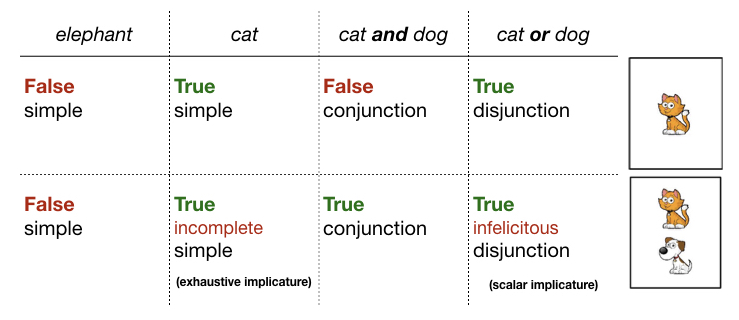 elephant cat cat and dog cat or dog
False True False True
simple simple conjunction disjunction
False True True True
simple incomplete conjunction infelicitous
simple disjunction
(exhaustive implicature) (scalar implicature)